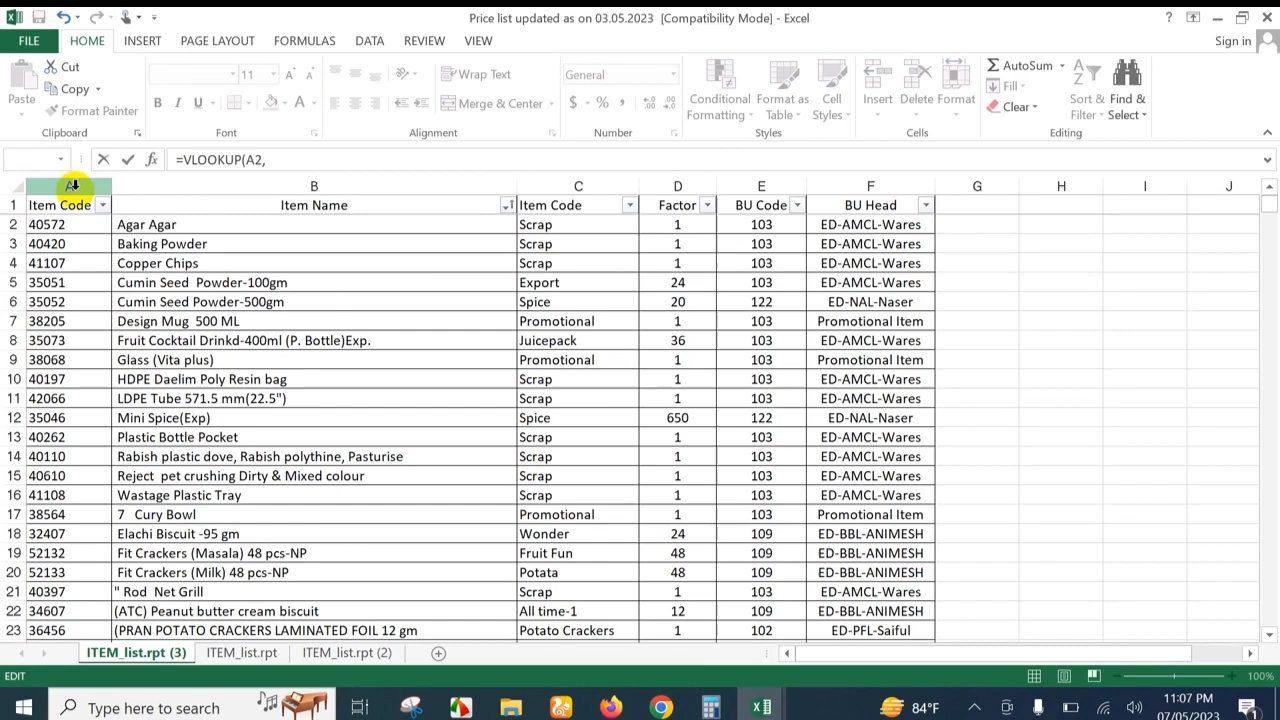 Price list updated as on 03.05.2023 [Compatibility Mode] - Excel
FILE HOME INSERT PAGE LAYOUT FORMULAS DATA REVIEW VIEW Sign in
Paste Cut
Copy
Format Painter
Clipboard
11
Font
Wrap Text
Merge & Center
Alignment
General
$ % ,
Number
Conditional Formatting
Format as Table
Cell Styles
Styles
Insert Delete Format
Cells
AutoSum
Fill
Clear
Sort & Filter
Find & Select
Editing
=VLOOKUP(A2,
A B C D E F G H I J
1 Item Code Item Name Item Code Factor BU Code BU Head
2 40572 Agar Agar Scrap 1 103 ED-AMCL-Wares
3 40420 Baking Powder Scrap 1 103 ED-AMCL-Wares
4 41107 Copper Chips Scrap 1 103 ED-AMCL-Wares
5 35051 Cumin Seed Powder-100gm Export 24 103 ED-AMCL-Wares
6 35052 Cumin Seed Powder-500gm Spice 20 122 ED-NAL-Naser
7 38205 Design Mug 500 ML Promotional 1 103 Promotional Item
8 35073 Fruit Cocktail Drinkd-400ml (P. Bottle)Exp. Juicepack 36 103 ED-AMCL-Wares
9 38068 Glass (Vita plus) Promotional 1 103 Promotional Item
10 40197 HDPE Daelim Poly Resin bag Scrap 1 103 ED-AMCL-Wares
11 42066 LDPE Tube 571.5 mm(22.5") Scrap 1 103 ED-AMCL-Wares
12 35046 Mini Spice(Exp) Spice 650 122 ED-NAL-Naser
13 40262 Plastic Bottle Pocket Scrap 1 103 ED-AMCL-Wares
14 40110 Rabish plastic dove, Rabish polythine, Pasturise Scrap 1 103 ED-AMCL-Wares
15 40610 Reject pet crushing Dirty & Mixed colour Scrap 1 103 ED-AMCL-Wares
16 41108 Wastage Plastic Tray Scrap 1 103 ED-AMCL-Wares
17 38564 7 Cury Bowl Promotional 1 103 Promotional Item
18 32407 Elachi Biscuit -95 gm Wonder 24 109 ED-BBL-ANIMESH
19 52132 Fit Crackers (Masala) 48 pcs-NP Fruit Fun 48 109 ED-BBL-ANIMESH
20 52133 Fit Crackers (Milk) 48 pcs-NP Potata 48 109 ED-BBL-ANIMESH
21 40397 " Rod Net Grill Scrap 1 103 ED-AMCL-Wares
22 34607 (ATC) Peanut butter cream biscuit All time-1 12 109 ED-BBL-ANIMESH
23 36456 (PRAN POTATO CRACKERS LAMINATED FOIL 12 gm Potato Crackers 1 102 ED-PFL-Saiful
ITEM_list.rpt (3) ITEM_list.rpt ITEM_list.rpt (2)
EDIT 100%
Type here to search 84°F 11:07 PM
07/05/2023